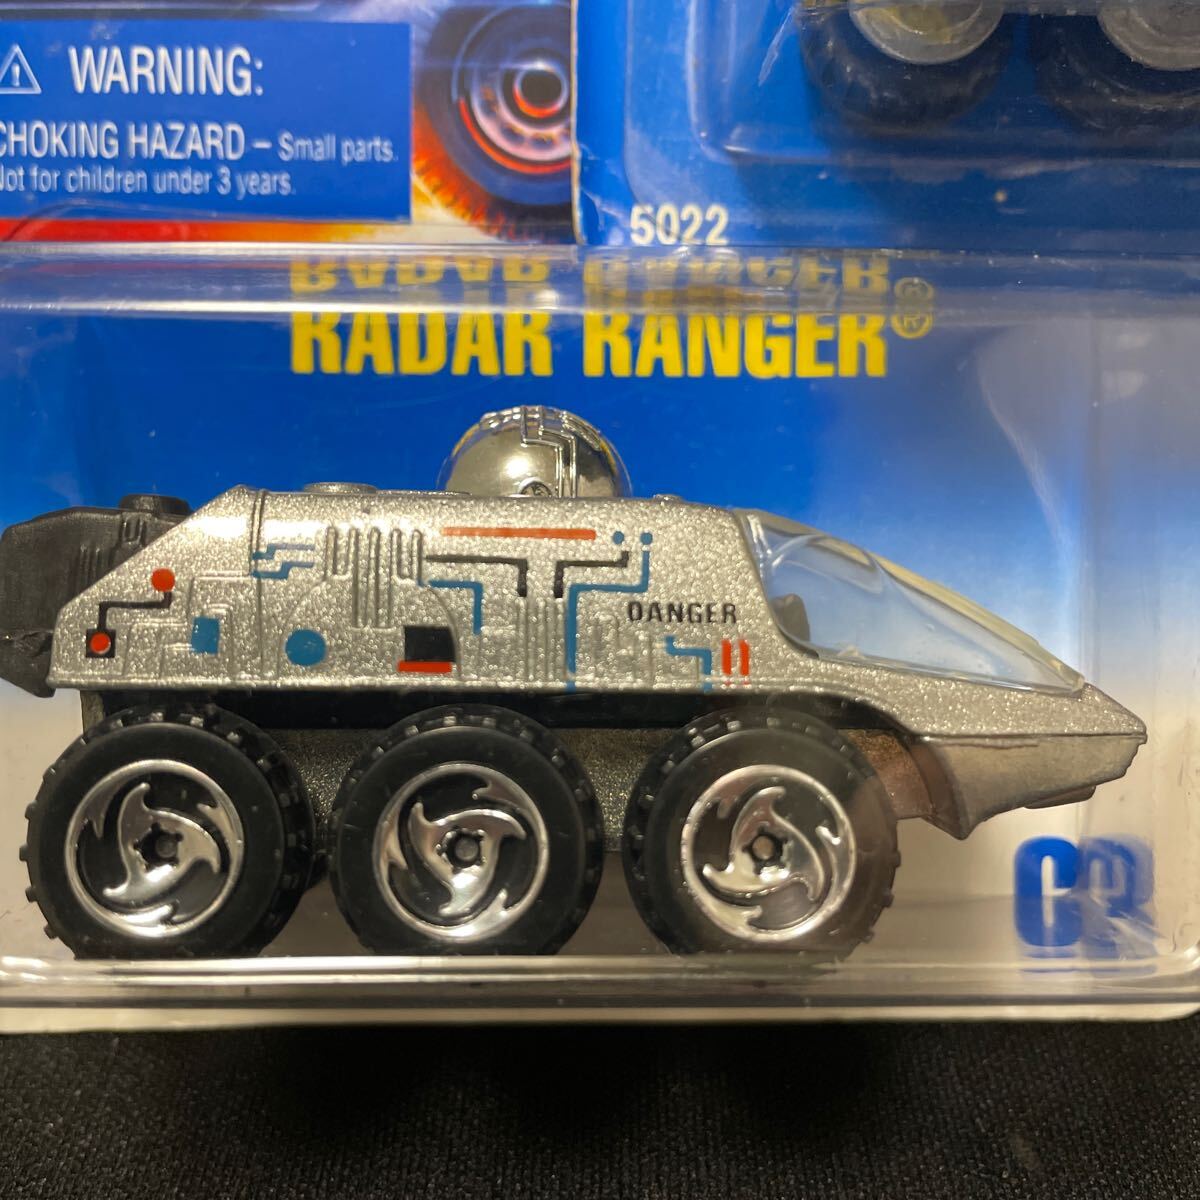 WARNING:
CHOKING HAZARD – Small parts.
Not for children under 3 years.
5022
RADAR RANGER®
DANGER